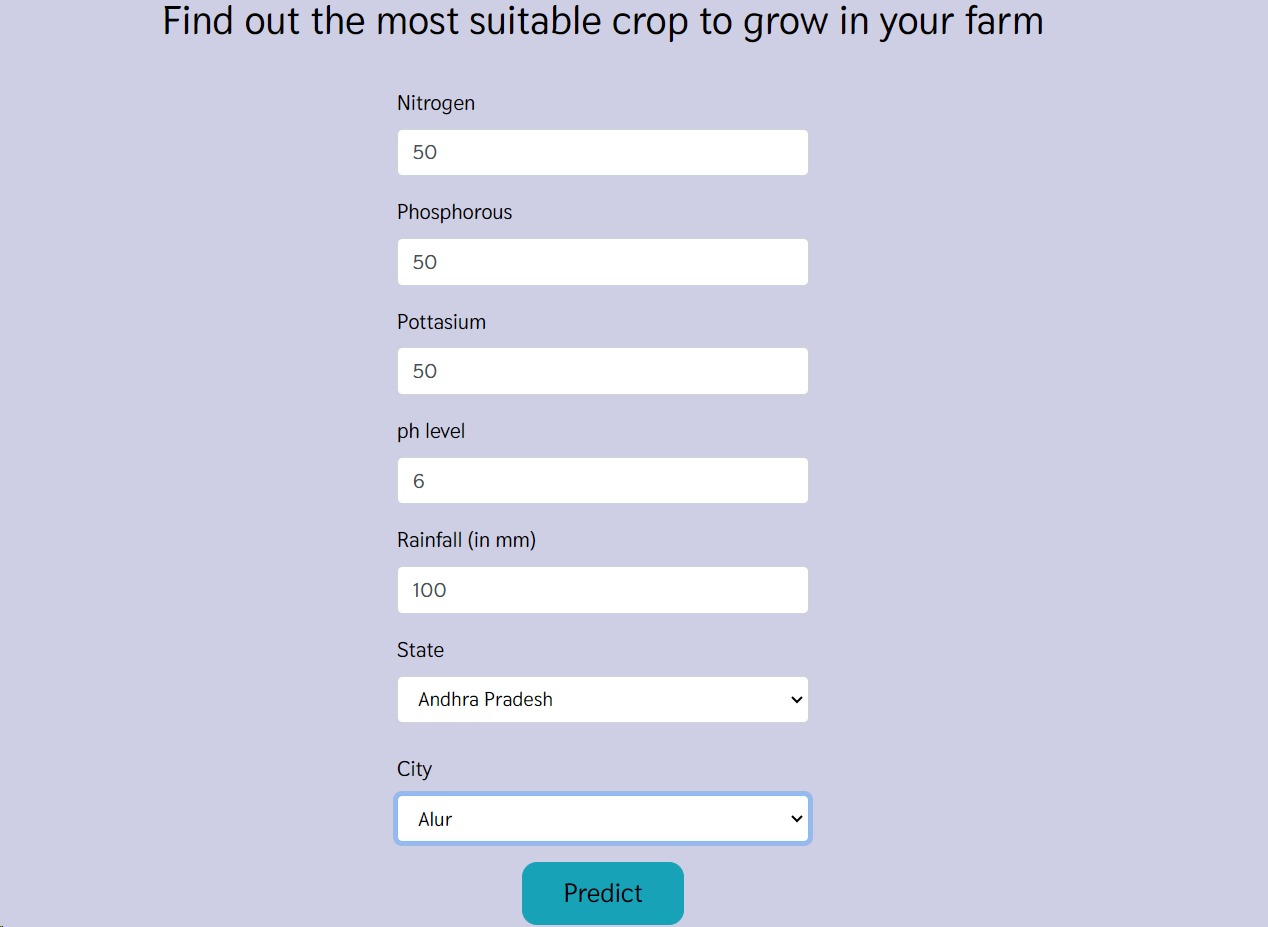 Find out the most suitable crop to grow in your farm
Nitrogen
50
Phosphorous
50
Pottasium
50
ph level
6
Rainfall (in mm)
100
State
Andhra Pradesh
City
Alur
Predict